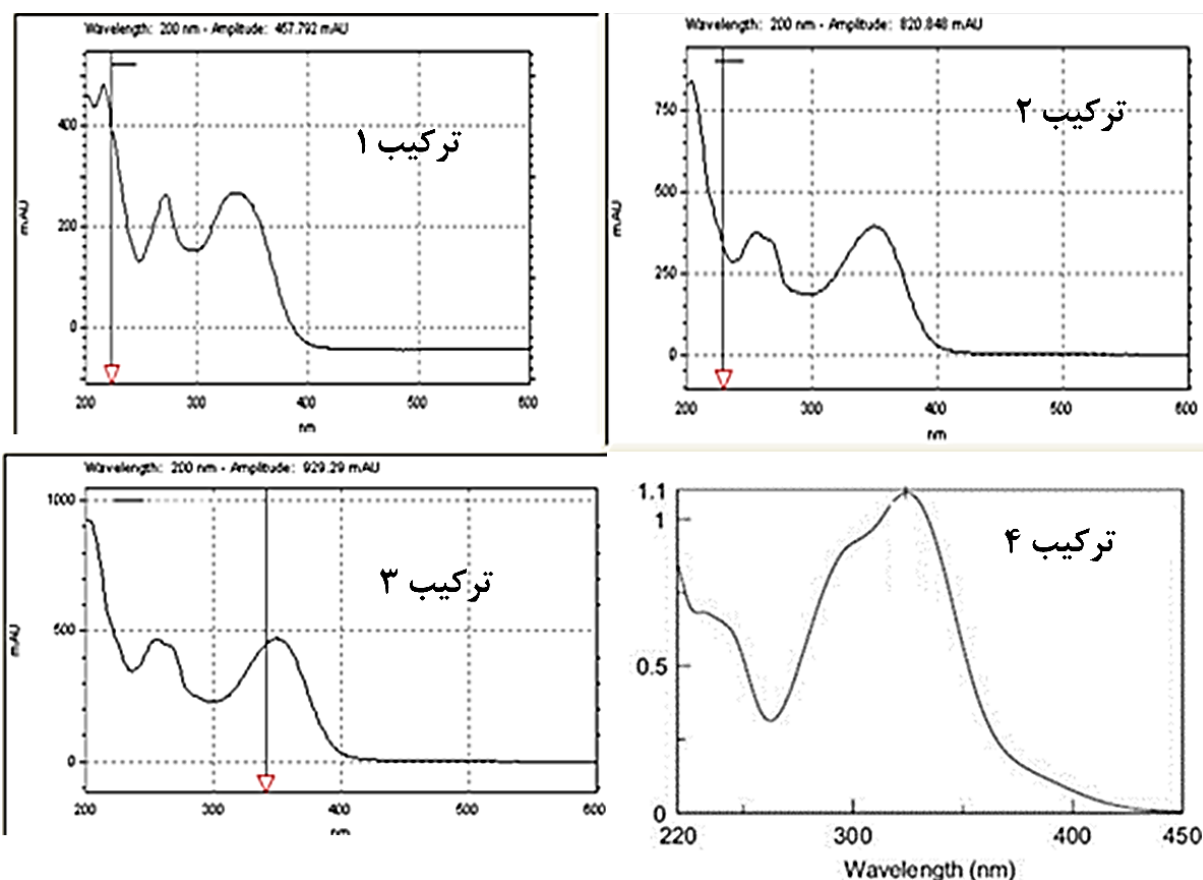 Wavelength: 200 nm - Amplitude: 467.792 mAU
400
200
0
mAU
ترکیب ۱
200 300 400 500 600
nm
Wavelength: 200 nm - Amplitude: 820.848 mAU
750
500
250
0
mAU
ترکیب ۲
200 300 400 500 600
nm
Wavelength: 200 nm - Amplitude: 929.29 mAU
1000
500
0
mAU
ترکیب ۳
200 300 400 500 600
nm
1.1
1
0.5
0
ترکیب ۴
220 300 400 450
Wavelength (nm)